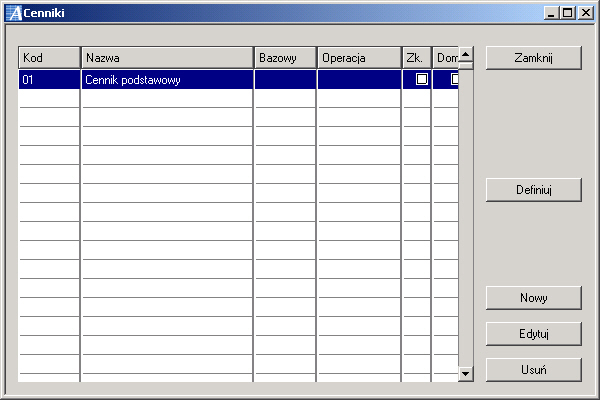 Cenniki
Kod Nazwa Bazowy Operacja Zk. Dom
01 Cennik podstawowy
Zamknij
Definiuj
Nowy
Edytuj
Usuń